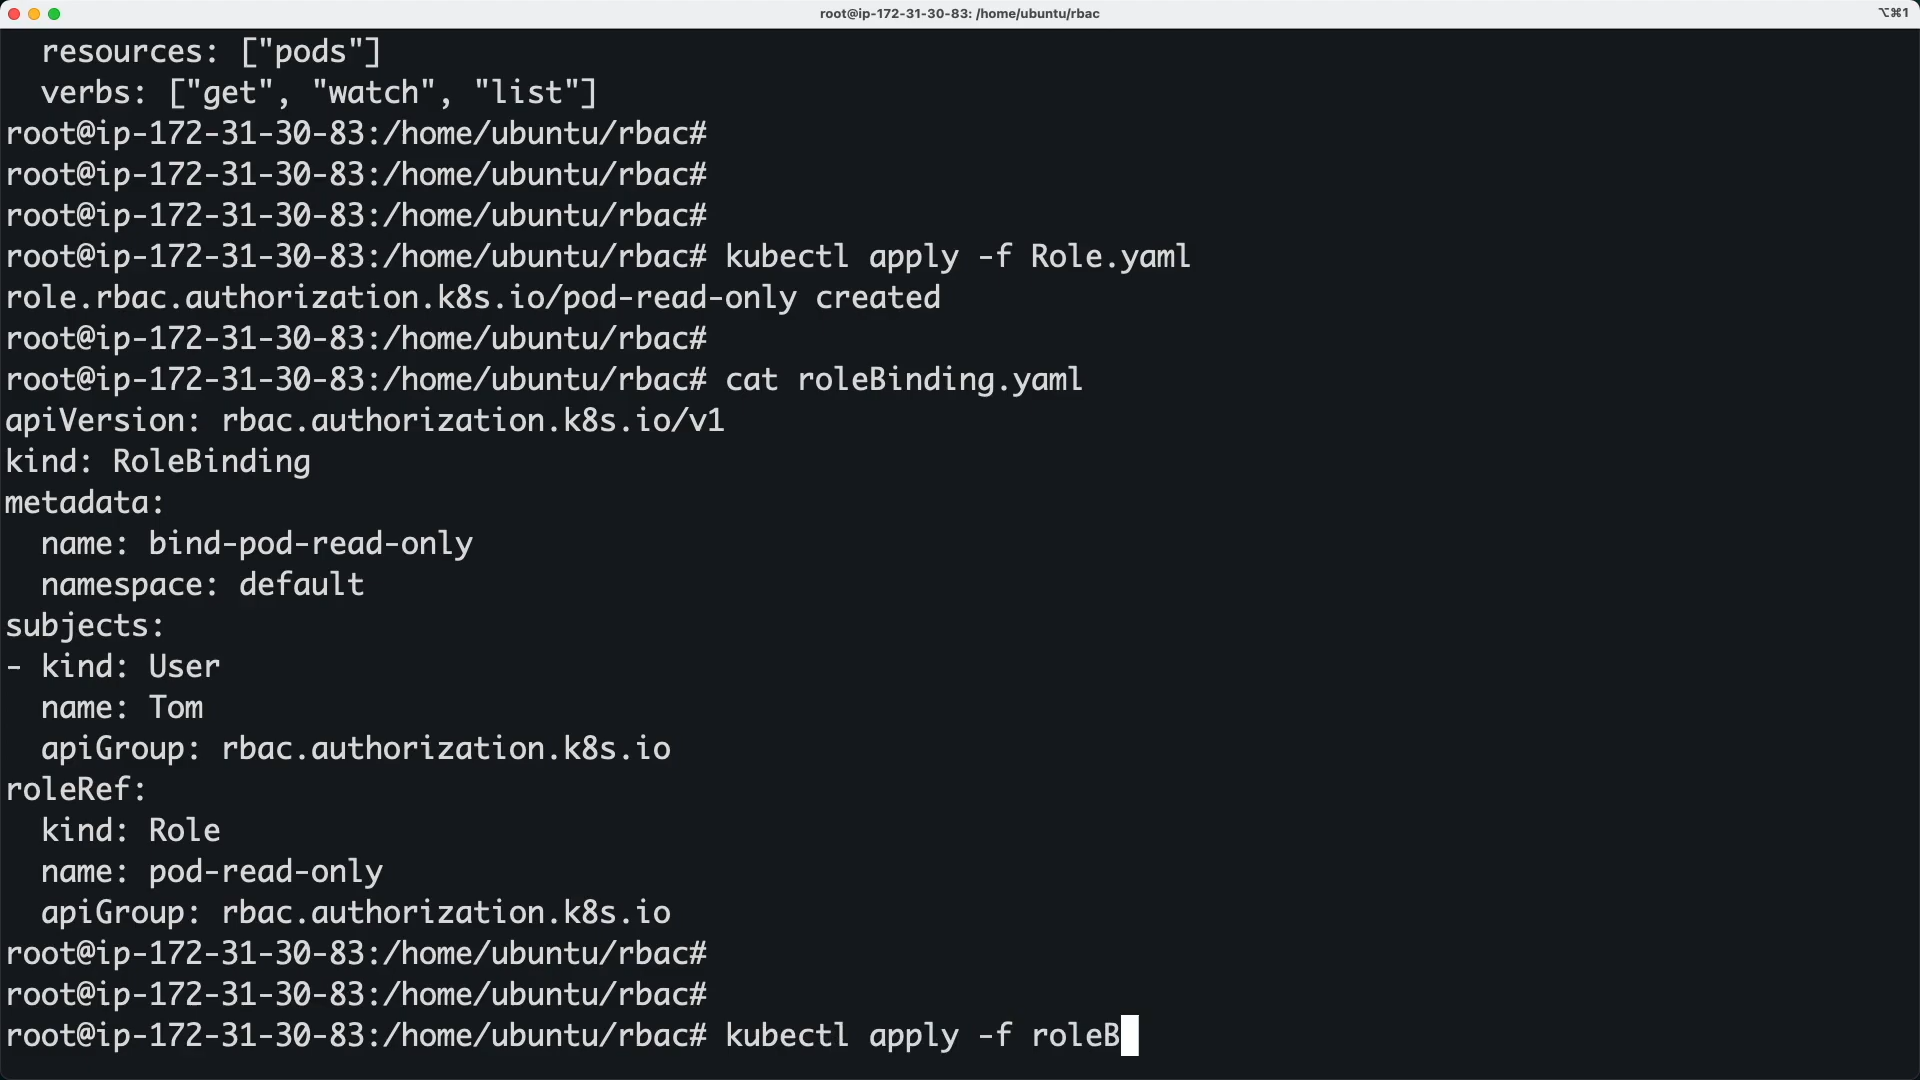 root@ip-172-31-30-83: /home/ubuntu/rbac
⌥⌘1
  resources: ["pods"]
  verbs: ["get", "watch", "list"]
root@ip-172-31-30-83:/home/ubuntu/rbac#
root@ip-172-31-30-83:/home/ubuntu/rbac#
root@ip-172-31-30-83:/home/ubuntu/rbac#
root@ip-172-31-30-83:/home/ubuntu/rbac# kubectl apply -f Role.yaml
role.rbac.authorization.k8s.io/pod-read-only created
root@ip-172-31-30-83:/home/ubuntu/rbac#
root@ip-172-31-30-83:/home/ubuntu/rbac# cat roleBinding.yaml
apiVersion: rbac.authorization.k8s.io/v1
kind: RoleBinding
metadata:
  name: bind-pod-read-only
  namespace: default
subjects:
- kind: User
  name: Tom
  apiGroup: rbac.authorization.k8s.io
roleRef:
  kind: Role
  name: pod-read-only
  apiGroup: rbac.authorization.k8s.io
root@ip-172-31-30-83:/home/ubuntu/rbac#
root@ip-172-31-30-83:/home/ubuntu/rbac#
root@ip-172-31-30-83:/home/ubuntu/rbac# kubectl apply -f roleB